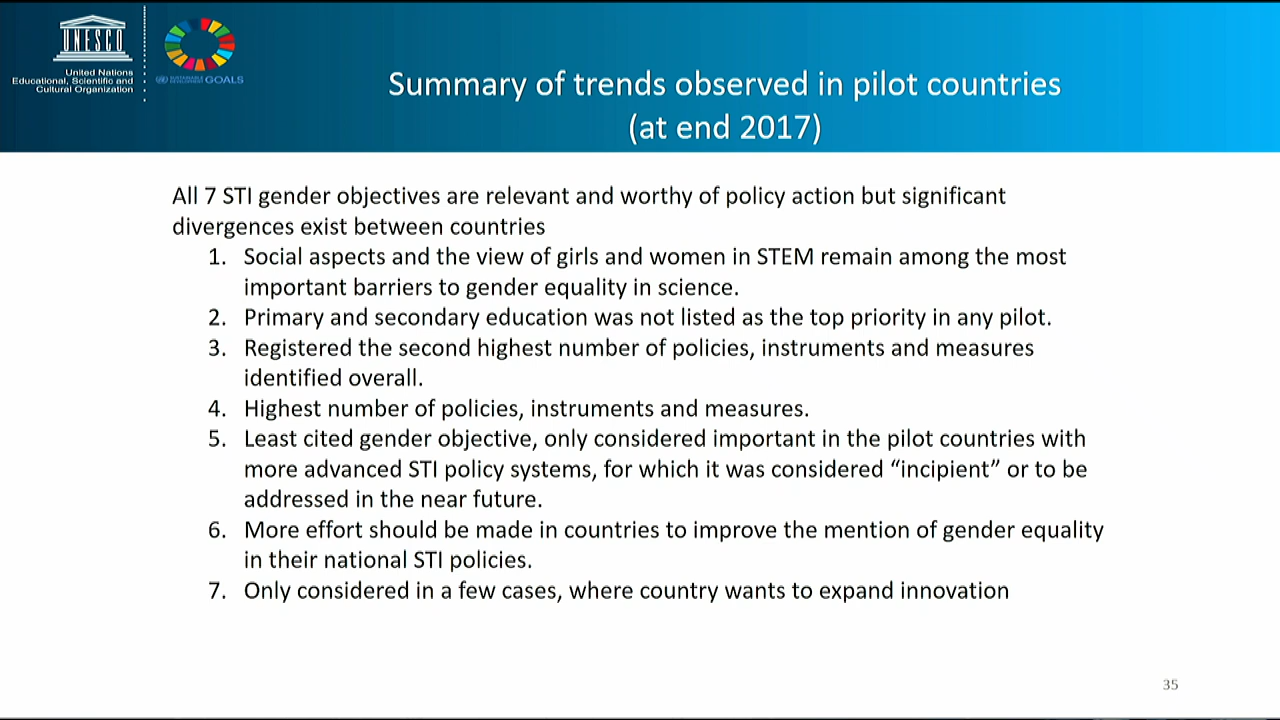 UNESCO
United Nations
Educational, Scientific and
Cultural Organization
SUSTAINABLE
DEVELOPMENT GOALS
Summary of trends observed in pilot countries
(at end 2017)
All 7 STI gender objectives are relevant and worthy of policy action but significant
divergences exist between countries
1. Social aspects and the view of girls and women in STEM remain among the most
important barriers to gender equality in science.
2. Primary and secondary education was not listed as the top priority in any pilot.
3. Registered the second highest number of policies, instruments and measures
identified overall.
4. Highest number of policies, instruments and measures.
5. Least cited gender objective, only considered important in the pilot countries with
more advanced STI policy systems, for which it was considered “incipient” or to be
addressed in the near future.
6. More effort should be made in countries to improve the mention of gender equality
in their national STI policies.
7. Only considered in a few cases, where country wants to expand innovation
35